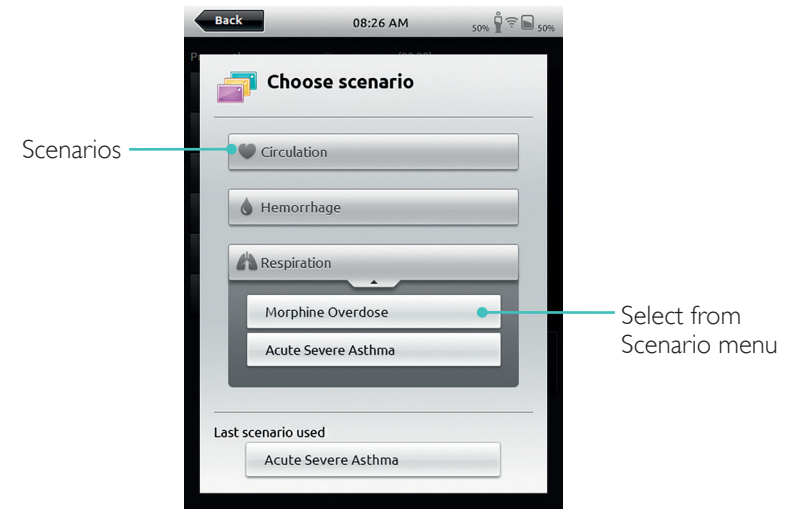 Back
08:26 AM
50%
50%
Choose scenario
Scenarios
Circulation
Hemorrhage
Respiration
Morphine Overdose
Select from
Scenario menu
Acute Severe Asthma
Last scenario used
Acute Severe Asthma